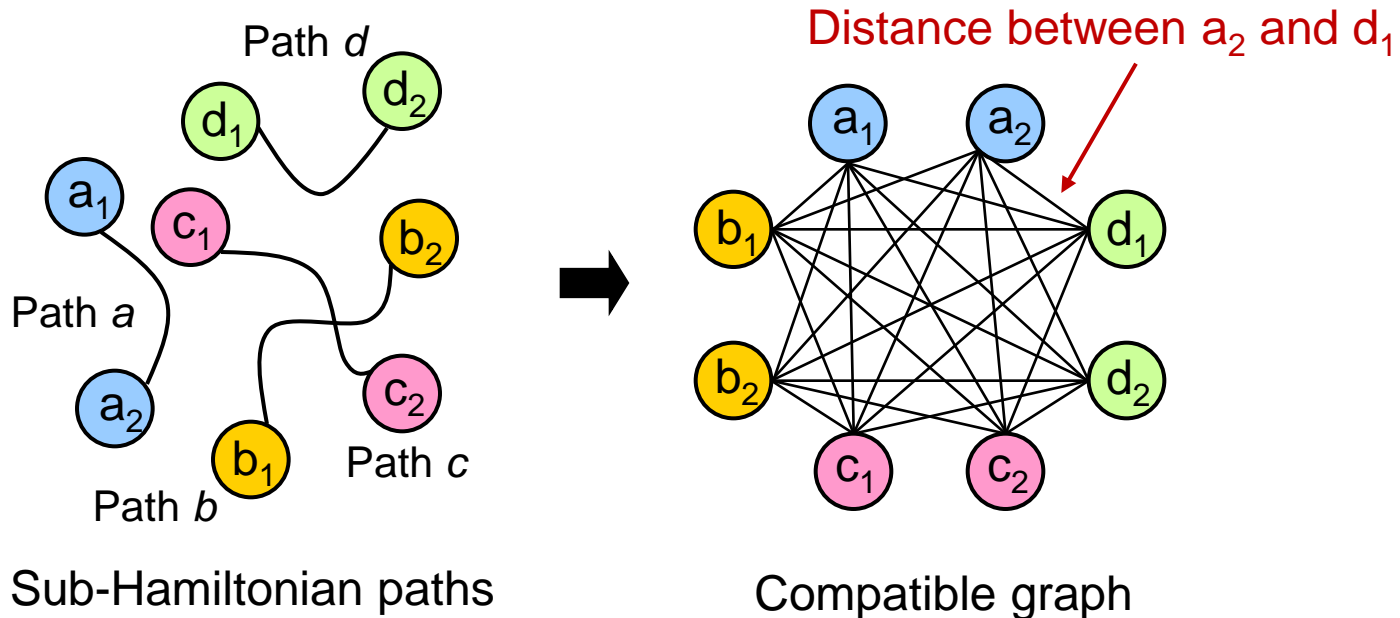 Distance between a₂ and d₁
Path d
d₁
d₂
a₁
c₁
b₂
Path a
a₂
c₂
b₁
Path c
Path b
a₁
a₂
b₁
d₁
b₂
d₂
c₁
c₂
Sub-Hamiltonian paths
Compatible graph